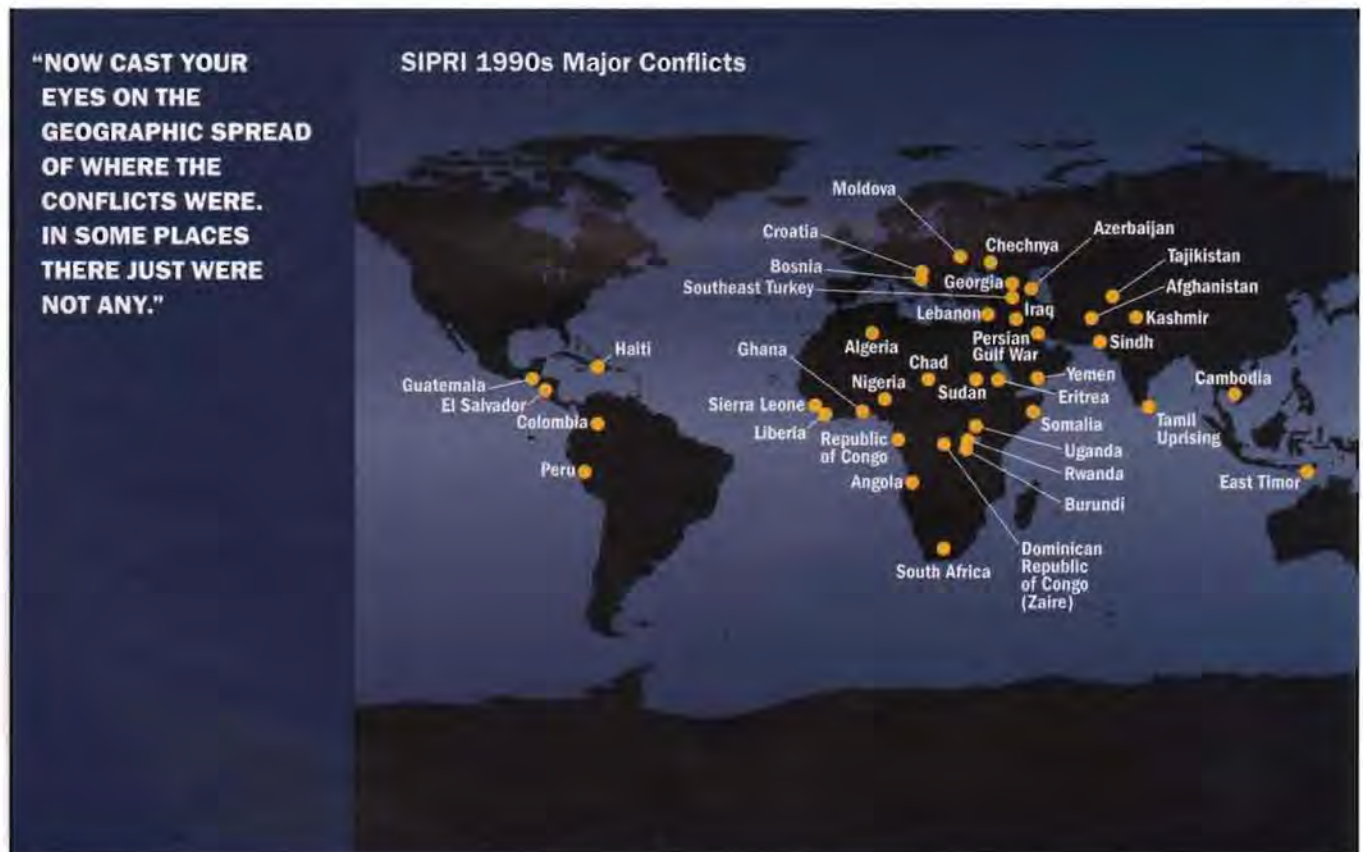 “NOW CAST YOUR
EYES ON THE
GEOGRAPHIC SPREAD
OF WHERE THE
CONFLICTS WERE.
IN SOME PLACES
THERE JUST WERE
NOT ANY.”
SIPRI 1990s Major Conflicts
Moldova
Croatia
Bosnia
Southeast Turkey
Chechnya
Georgia
Azerbaijan
Tajikistan
Afghanistan
Lebanon
Iraq
Kashmir
Sindh
Persian
Gulf War
Algeria
Ghana
Chad
Nigeria
Sudan
Yemen
Eritrea
Haiti
Guatemala
El Salvador
Colombia
Peru
Sierra Leone
Liberia
Republic
of Congo
Angola
Somalia
Uganda
Rwanda
Burundi
Cambodia
Tamil
Uprising
East Timor
South Africa
Dominican
Republic
of Congo
(Zaire)